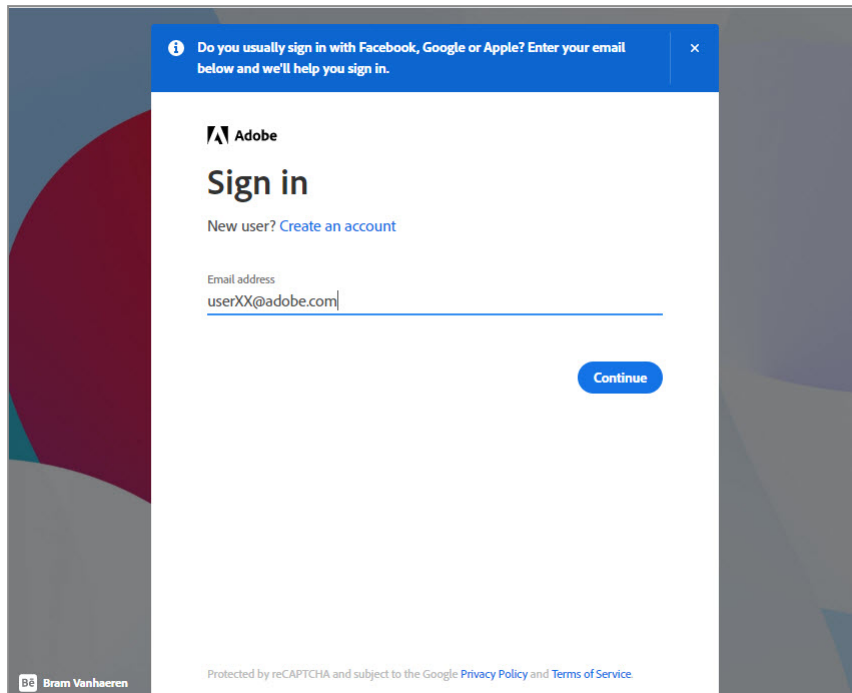 Do you usually sign in with Facebook, Google or Apple? Enter your email
below and we'll help you sign in.
Adobe
Sign in
New user? Create an account
Email address
userXX@adobe.com
Continue
Protected by reCAPTCHA and subject to the Google Privacy Policy and Terms of Service.
Bē Bram Vanhaeren